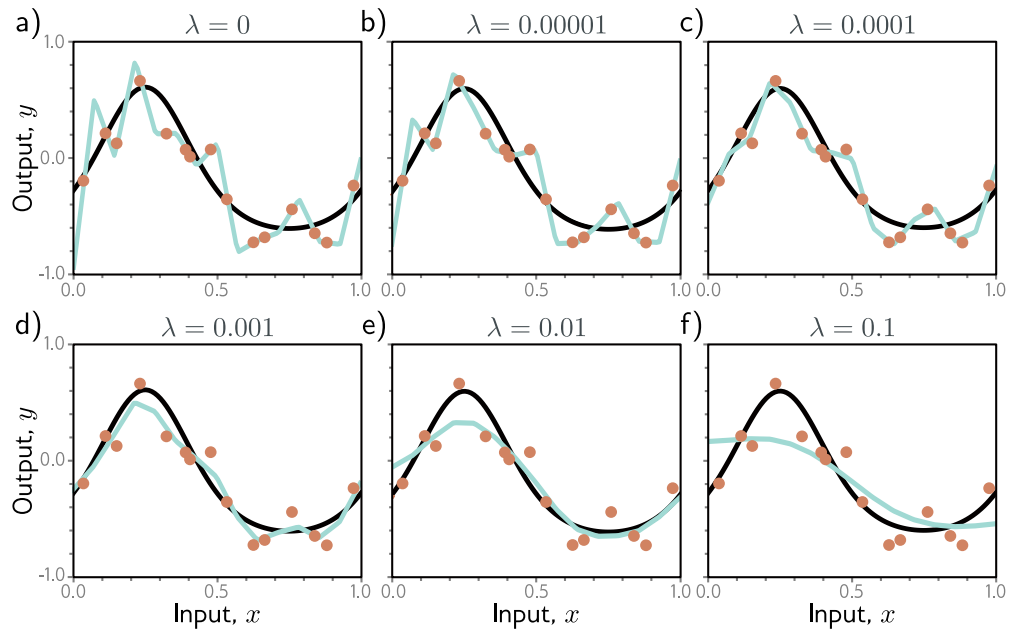 a) λ = 0
b) λ = 0.00001
c) λ = 0.0001
1.0
0.0
-1.0
Output, y
0.0 0.5 1.0
0.0 0.5 1.0
0.0 0.5 1.0
d) λ = 0.001
e) λ = 0.01
f) λ = 0.1
1.0
0.0
-1.0
Output, y
0.0 0.5 1.0
0.0 0.5 1.0
0.0 0.5 1.0
Input, x
Input, x
Input, x